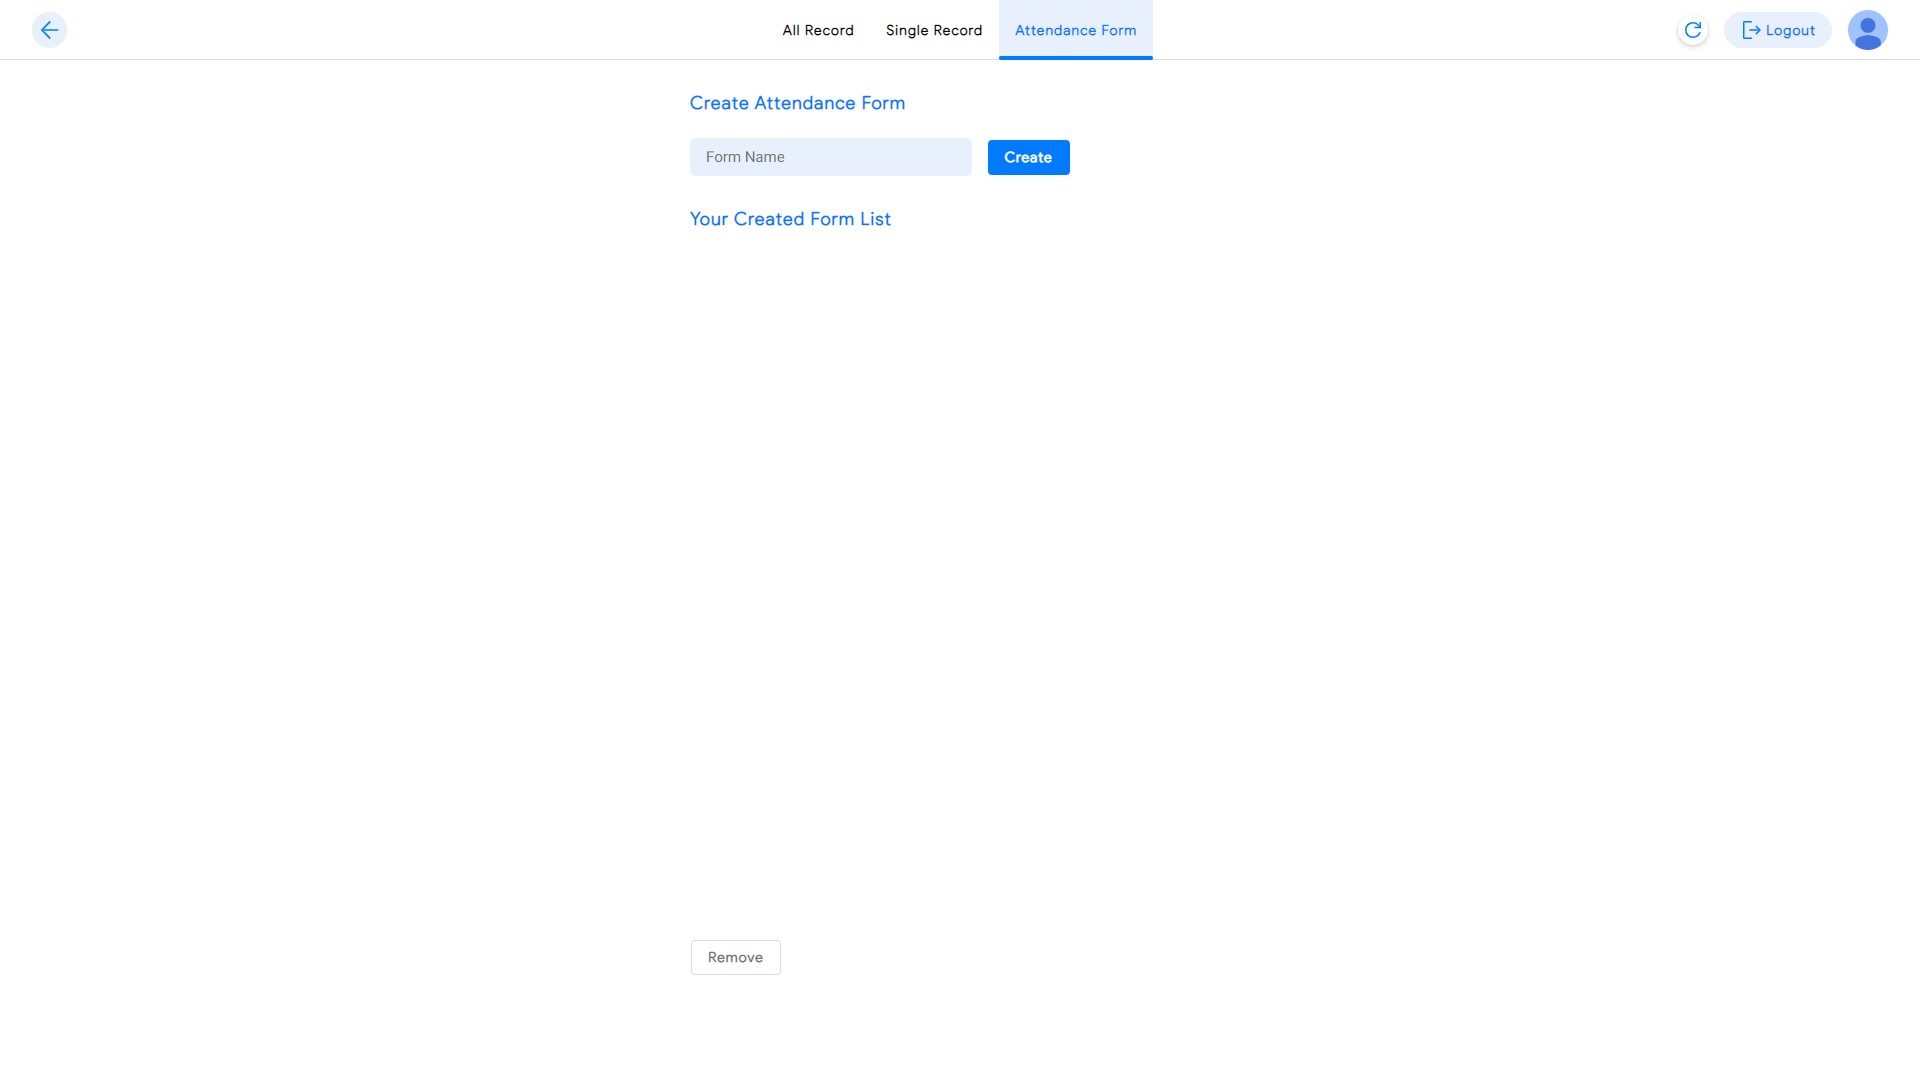 All Record
Single Record
Attendance Form
Logout
Create Attendance Form
Form Name
Create
Your Created Form List
Remove